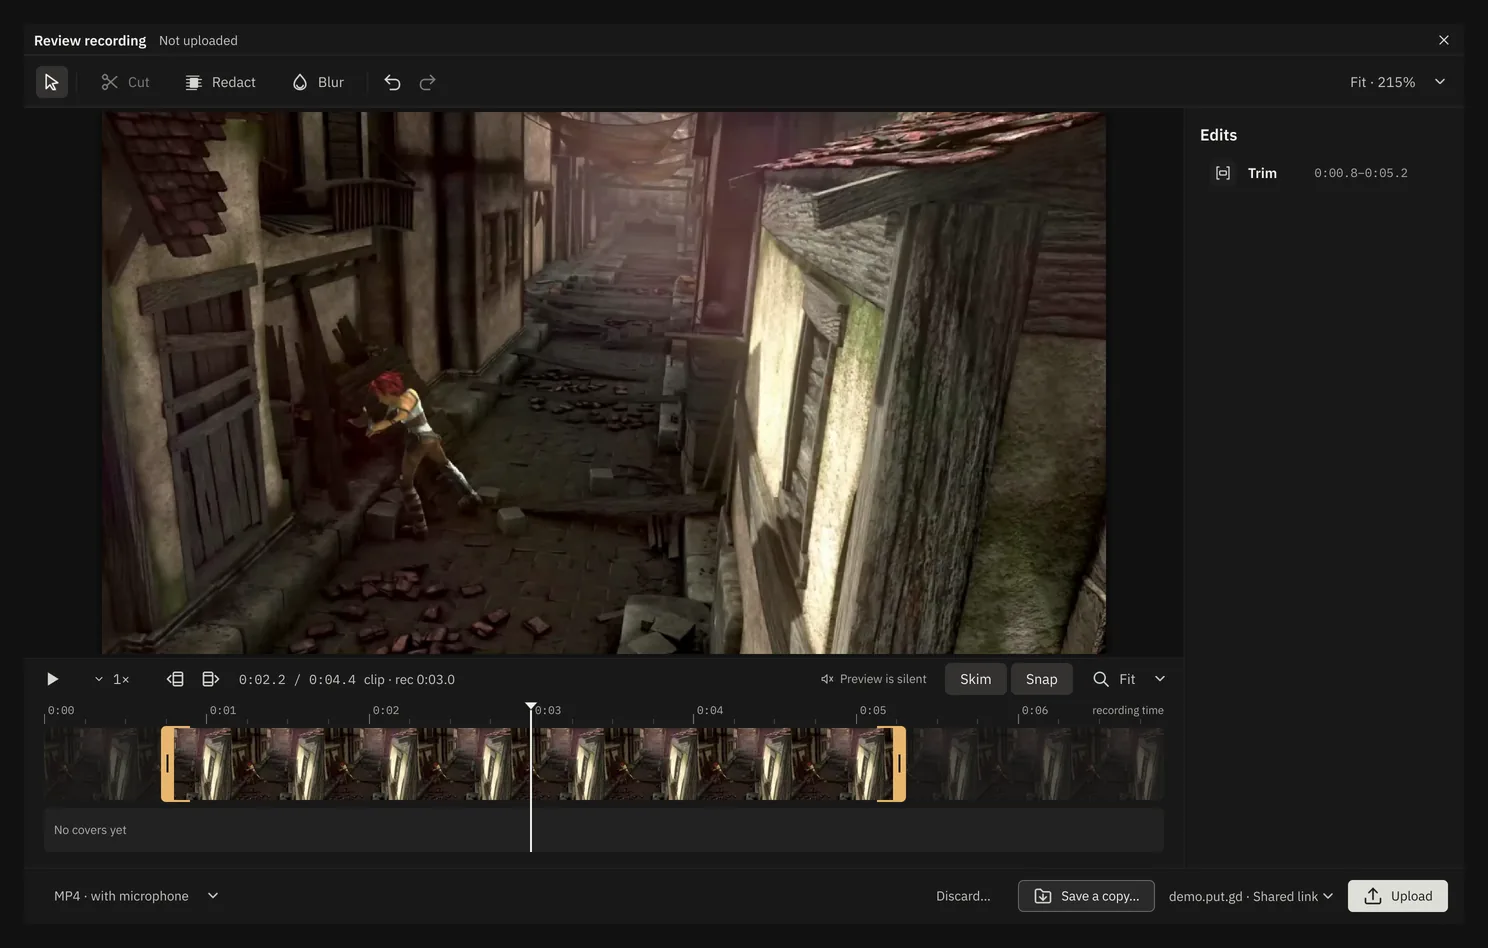 Review recording Not uploaded
Cut Redact Blur Fit · 215%
Edits
Trim 0:00.8–0:05.2
1× 0:02.2 / 0:04.4 clip · rec 0:03.0 Preview is silent Skim Snap Fit
0:00 0:01 0:02 0:03 0:04 0:05 0:06 recording time
No covers yet
MP4 · with microphone Discard... Save a copy... demo.put.gd · Shared link Upload